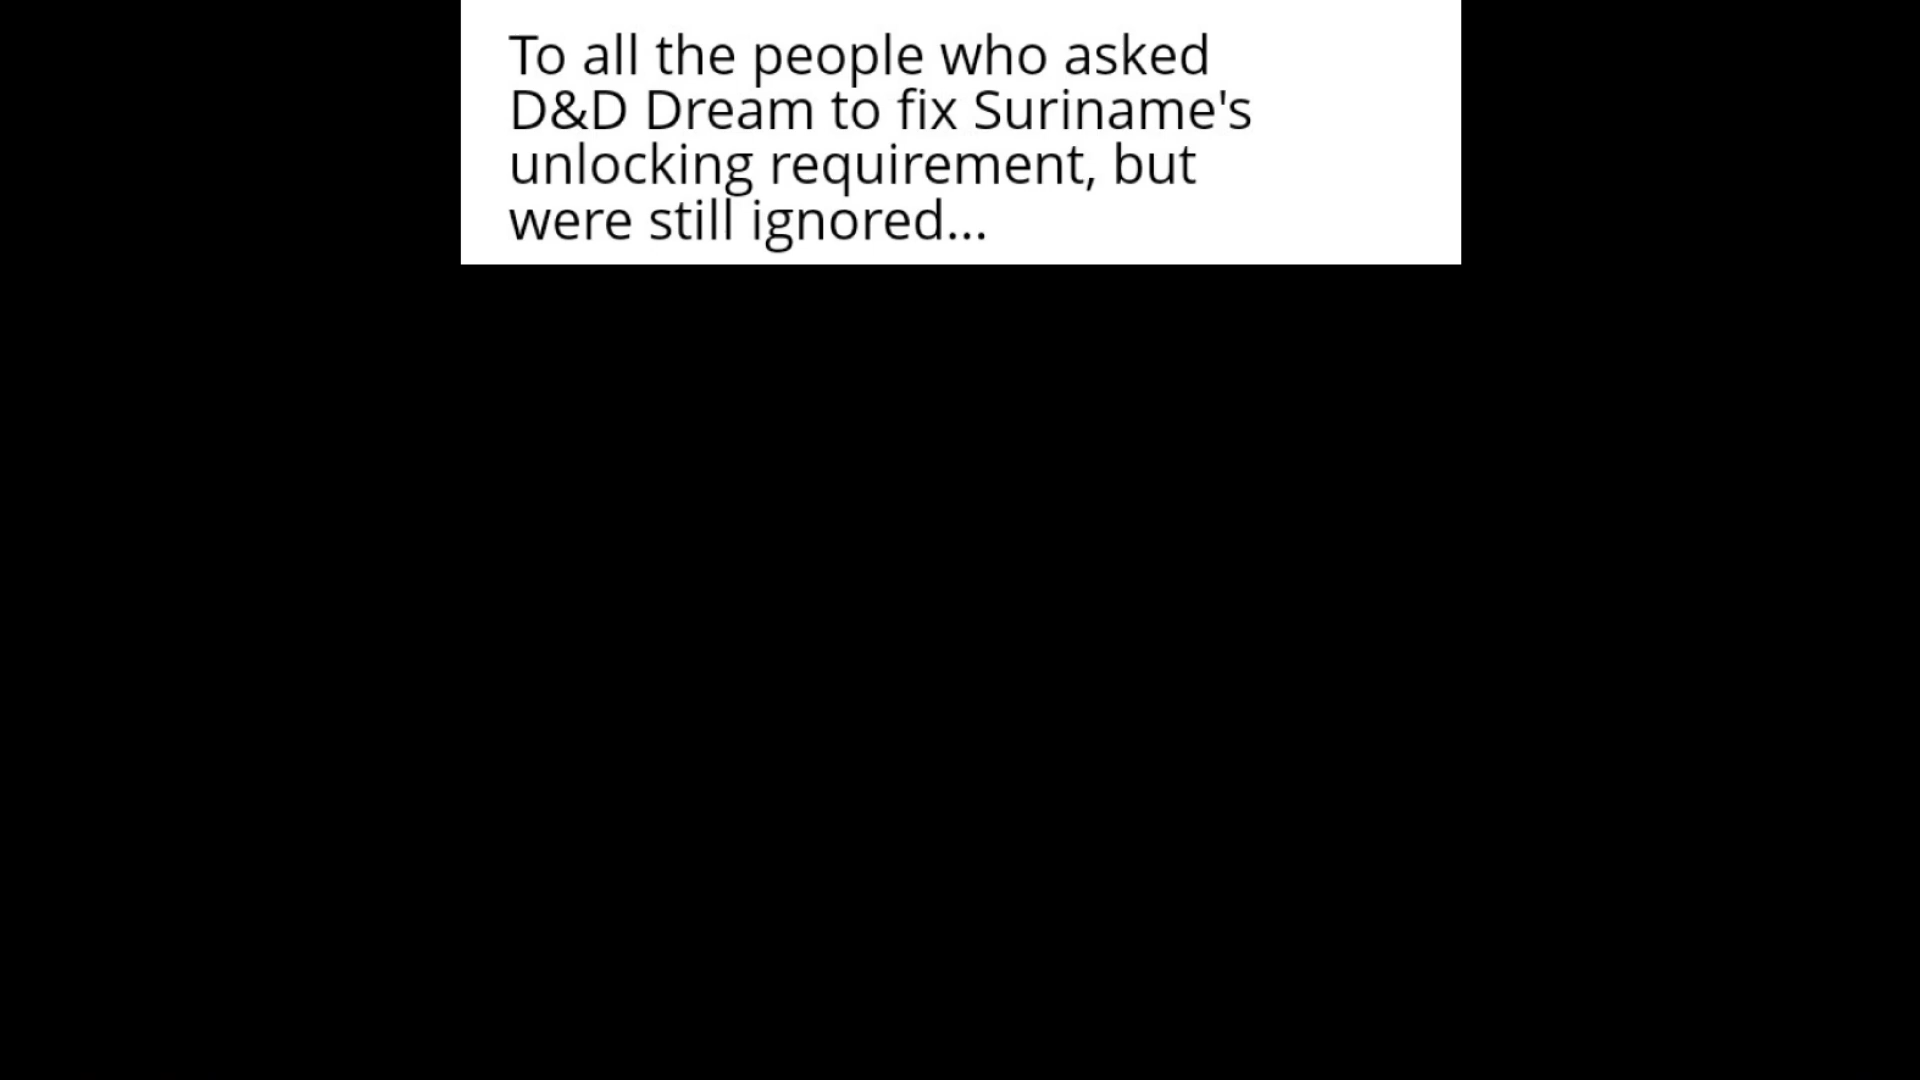 To all the people who asked
D&D Dream to fix Suriname's
unlocking requirement, but
were still ignored...